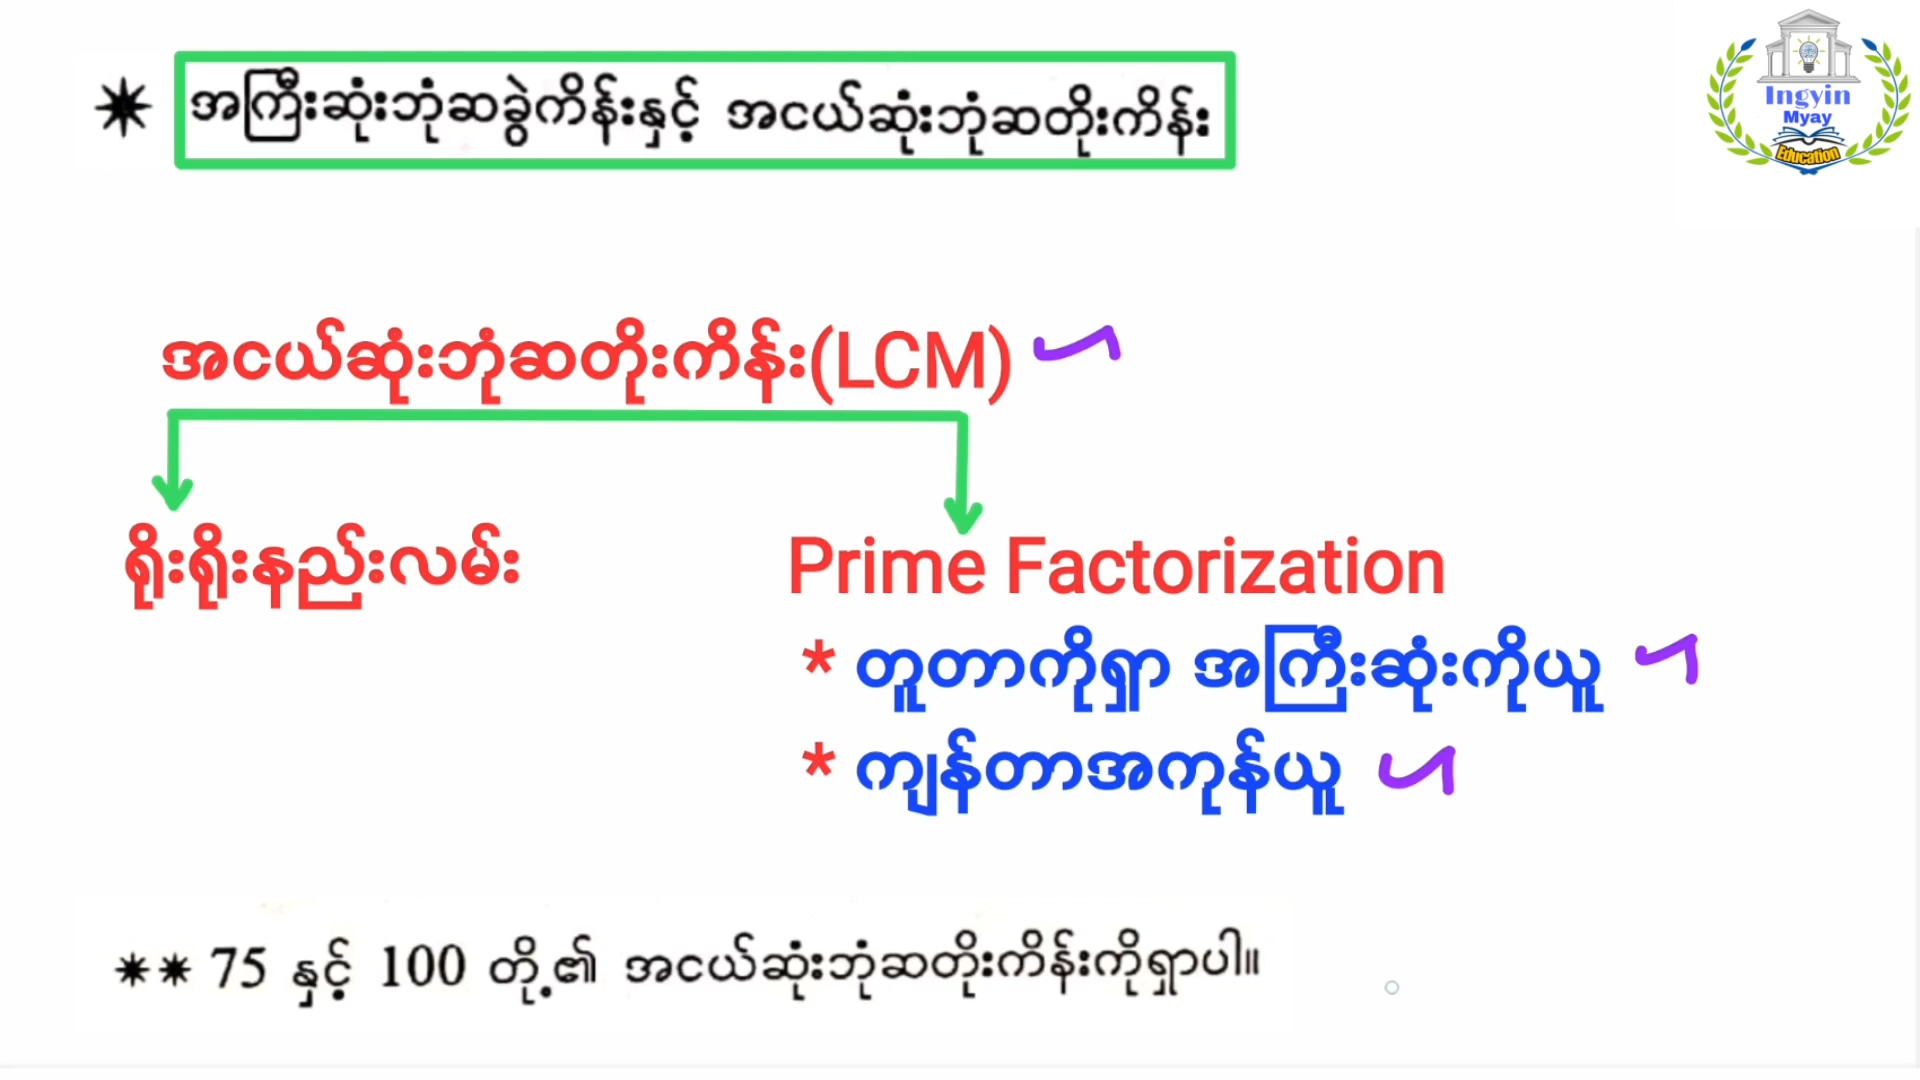 Ingyin
Myay
Education
✷ အကြီးဆုံးဘုံဆခွဲကိန်းနှင့် အငယ်ဆုံးဘုံဆတိုးကိန်း
အငယ်ဆုံးဘုံဆတိုးကိန်း(LCM)
ရိုးရိုးနည်းလမ်း
Prime Factorization
* တူတာကိုရှာ အကြီးဆုံးကိုယူ
* ကျန်တာအကုန်ယူ
✷✷ 75 နှင့် 100 တို့၏ အငယ်ဆုံးဘုံဆတိုးကိန်းကိုရှာပါ။